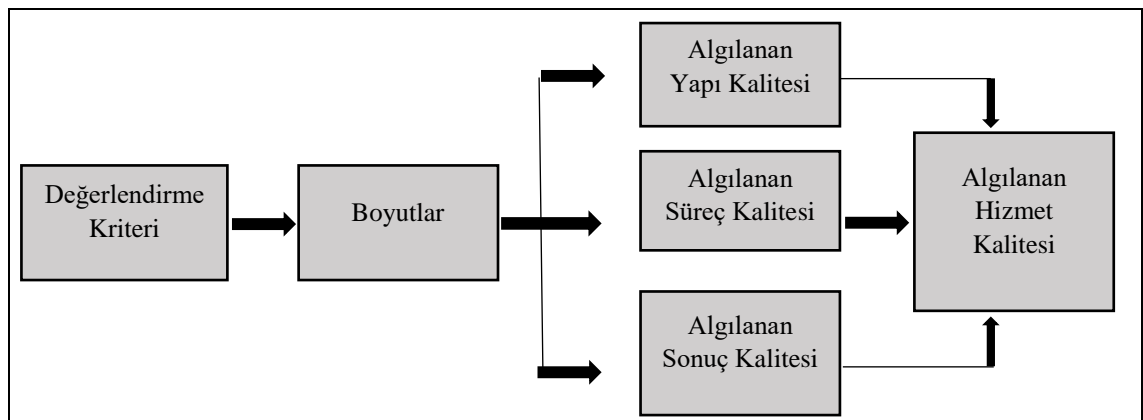 Değerlendirme
Kriteri
Boyutlar
Algılanan
Yapı Kalitesi
Algılanan
Süreç Kalitesi
Algılanan
Sonuç Kalitesi
Algılanan
Hizmet
Kalitesi